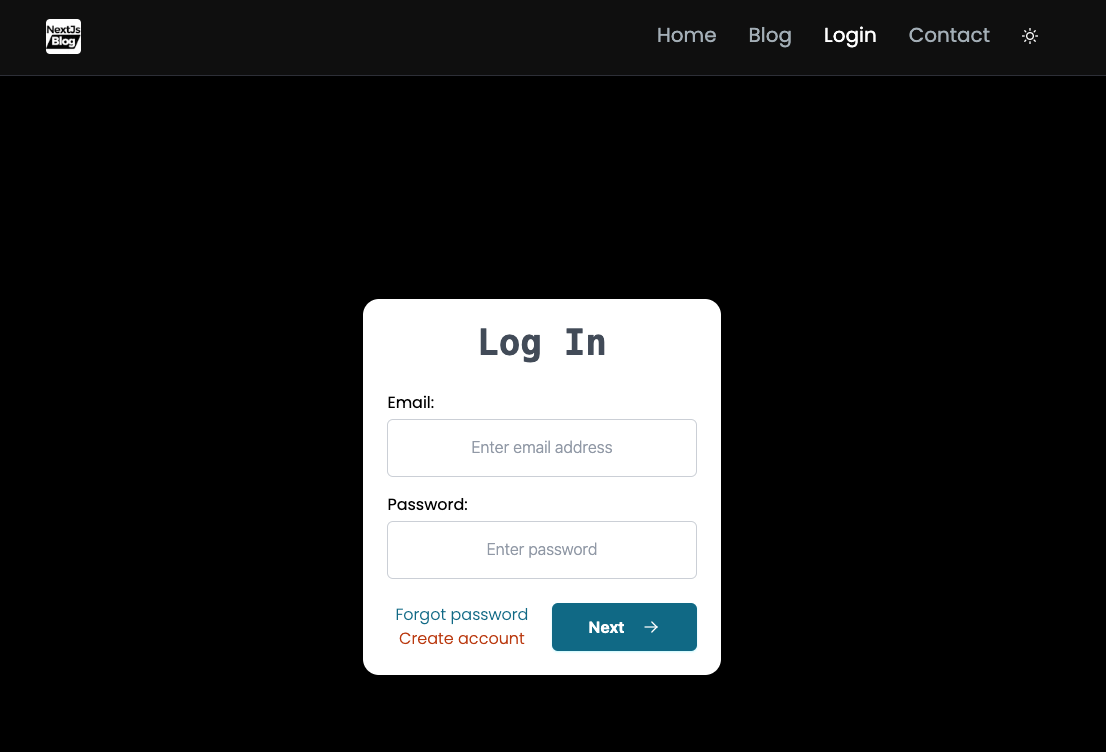 NextJs
Blog
Home Blog Login Contact
Log In
Email:
Enter email address
Password:
Enter password
Forgot password
Create account
Next →